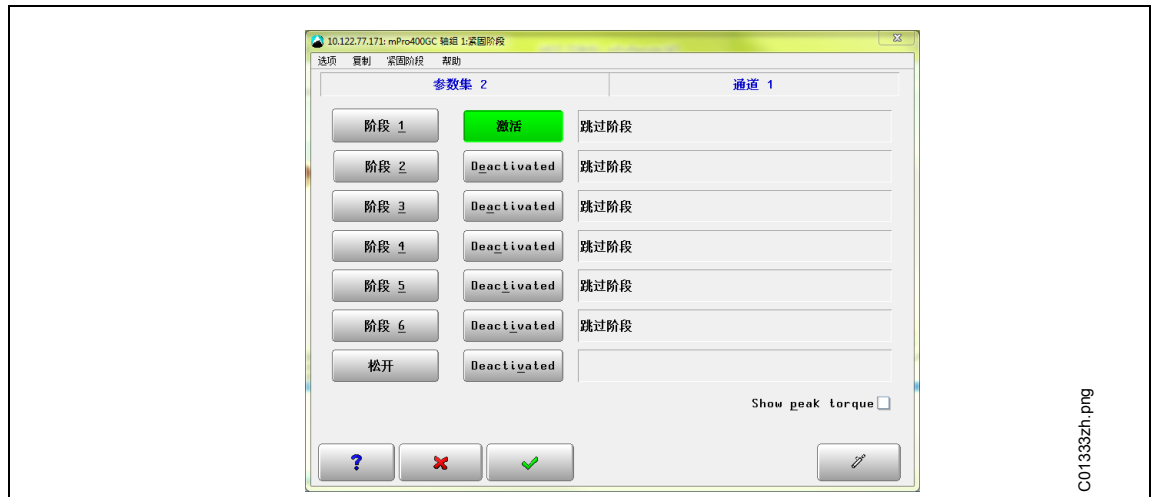 10.122.77.171: mPro400GC 轴组 1:紧固阶段
选项 复制 紧固阶段 帮助
参数集 2 通道 1
阶段 1 激活 跳过阶段
阶段 2 Deactivated 跳过阶段
阶段 3 Deactivated 跳过阶段
阶段 4 Deactivated 跳过阶段
阶段 5 Deactivated 跳过阶段
阶段 6 Deactivated 跳过阶段
松开 Deactivated
Show peak torque
?
C01333zh.png